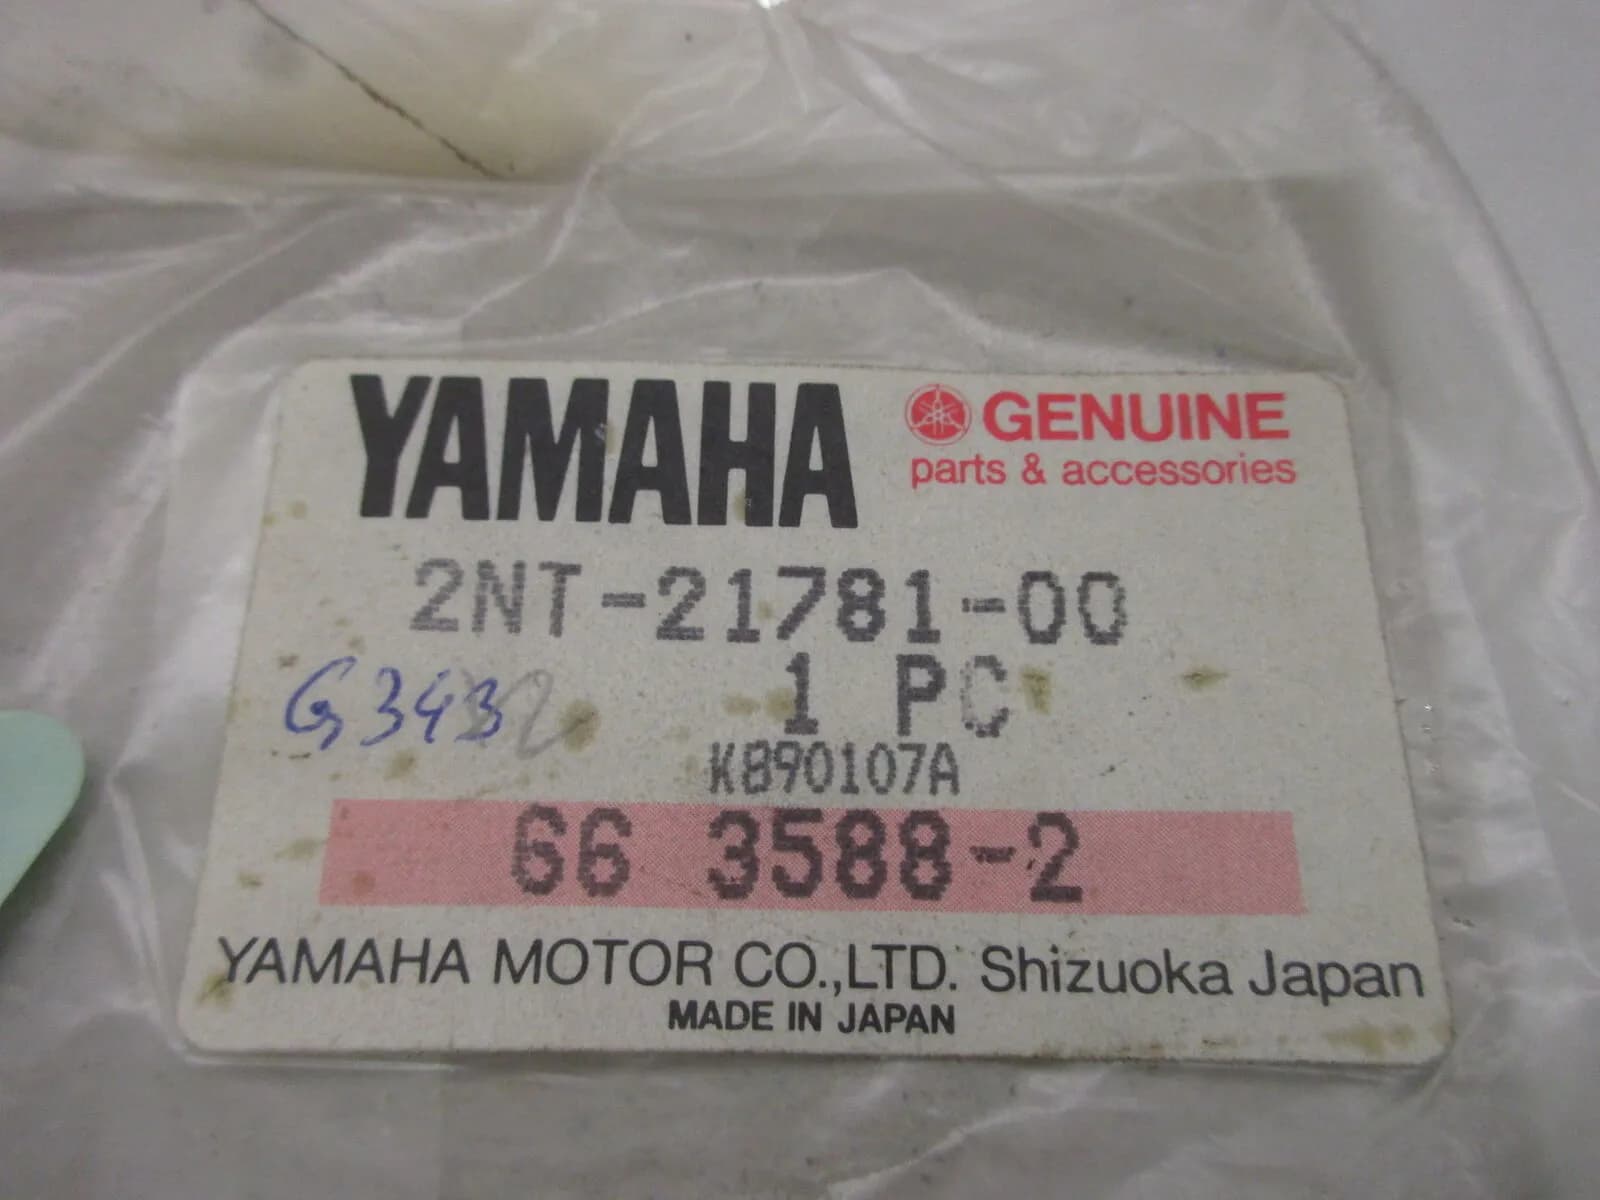 YAMAHA
GENUINE
parts & accessories
2NT-21781-00
1 PC
G343
K890107A
66 3588-2
YAMAHA MOTOR CO.,LTD. Shizuoka Japan
MADE IN JAPAN